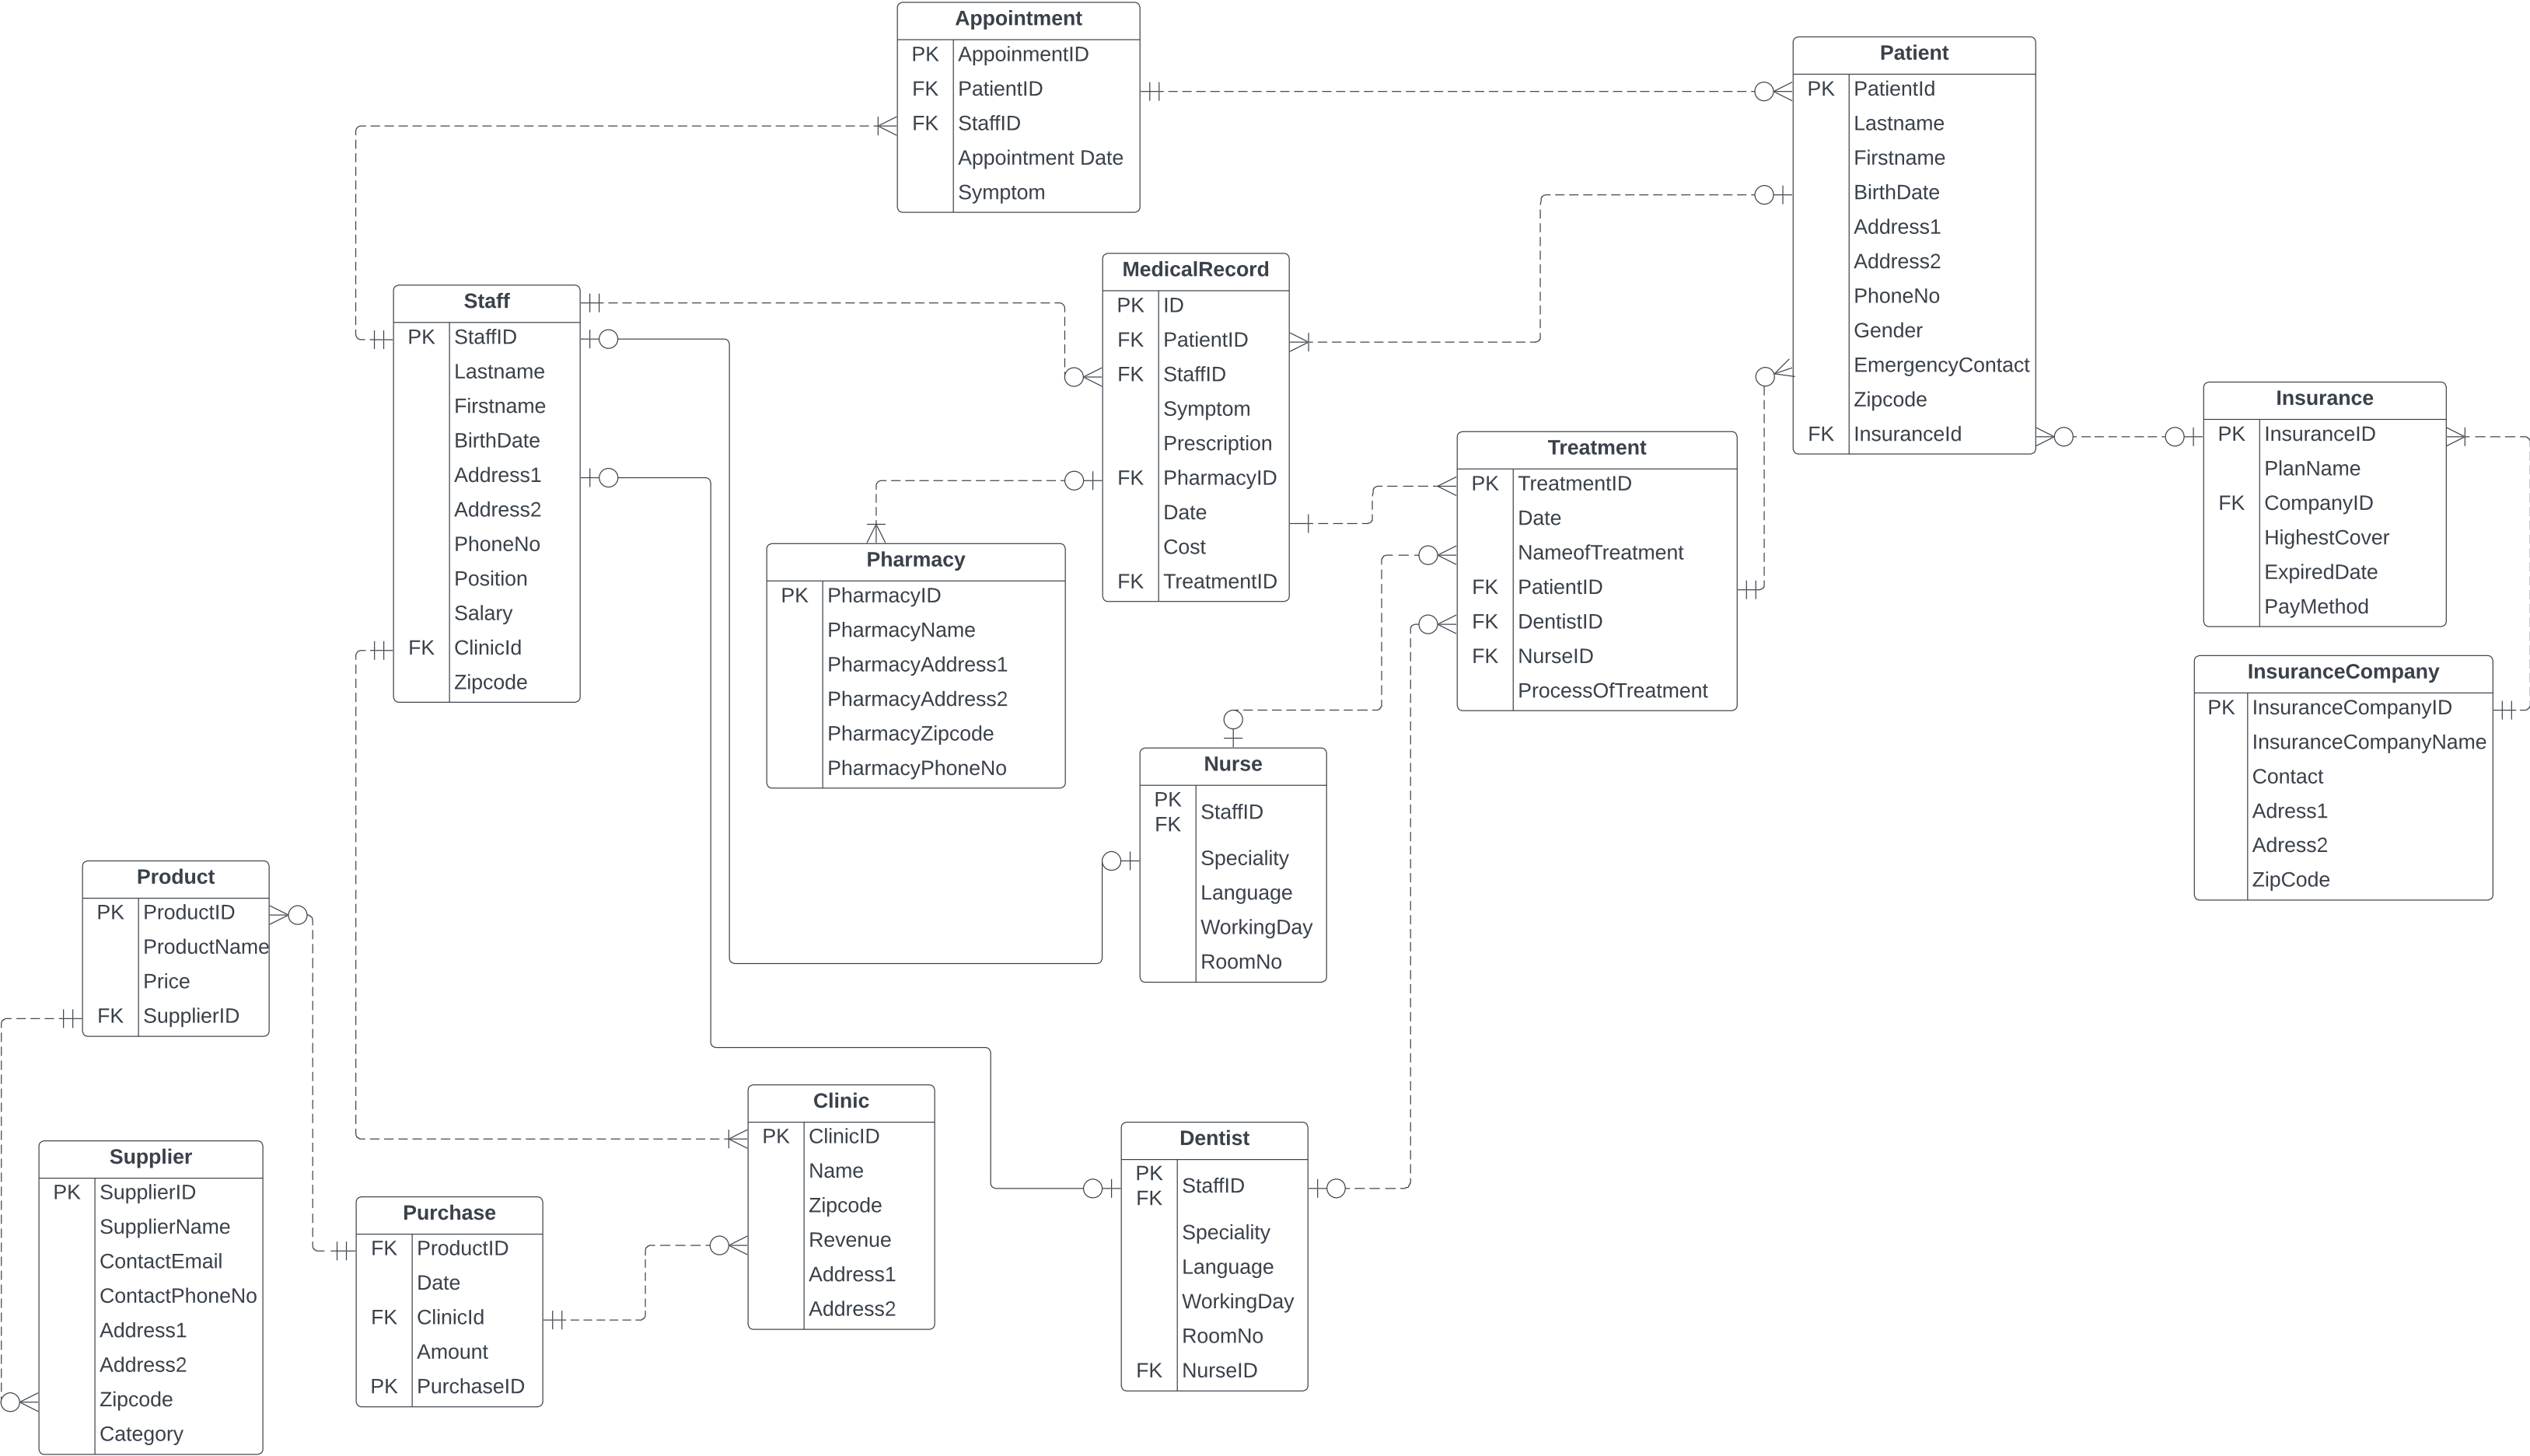 Appointment
PK AppoinmentID
FK PatientID
FK StaffID
Appointment Date
Symptom
Patient
PK PatientId
Lastname
Firstname
BirthDate
Address1
Address2
PhoneNo
Gender
EmergencyContact
Zipcode
FK InsuranceId
MedicalRecord
PK ID
FK PatientID
FK StaffID
Symptom
Prescription
FK PharmacyID
Date
Cost
FK TreatmentID
Staff
PK StaffID
Lastname
Firstname
BirthDate
Address1
Address2
PhoneNo
Position
Salary
FK ClinicId
Zipcode
Insurance
PK InsuranceID
PlanName
FK CompanyID
HighestCover
ExpiredDate
PayMethod
Treatment
PK TreatmentID
Date
NameofTreatment
FK PatientID
FK DentistID
FK NurseID
ProcessOfTreatment
Pharmacy
PK PharmacyID
PharmacyName
PharmacyAddress1
PharmacyAddress2
PharmacyZipcode
PharmacyPhoneNo
InsuranceCompany
PK InsuranceCompanyID
InsuranceCompanyName
Contact
Adress1
Adress2
ZipCode
Nurse
PK
FK StaffID
Speciality
Language
WorkingDay
RoomNo
Product
PK ProductID
ProductName
Price
FK SupplierID
Clinic
PK ClinicID
Name
Zipcode
Revenue
Address1
Address2
Dentist
PK
FK StaffID
Speciality
Language
WorkingDay
RoomNo
FK NurseID
Supplier
PK SupplierID
SupplierName
ContactEmail
ContactPhoneNo
Address1
Address2
Zipcode
Category
Purchase
FK ProductID
Date
FK ClinicId
Amount
PK PurchaseID